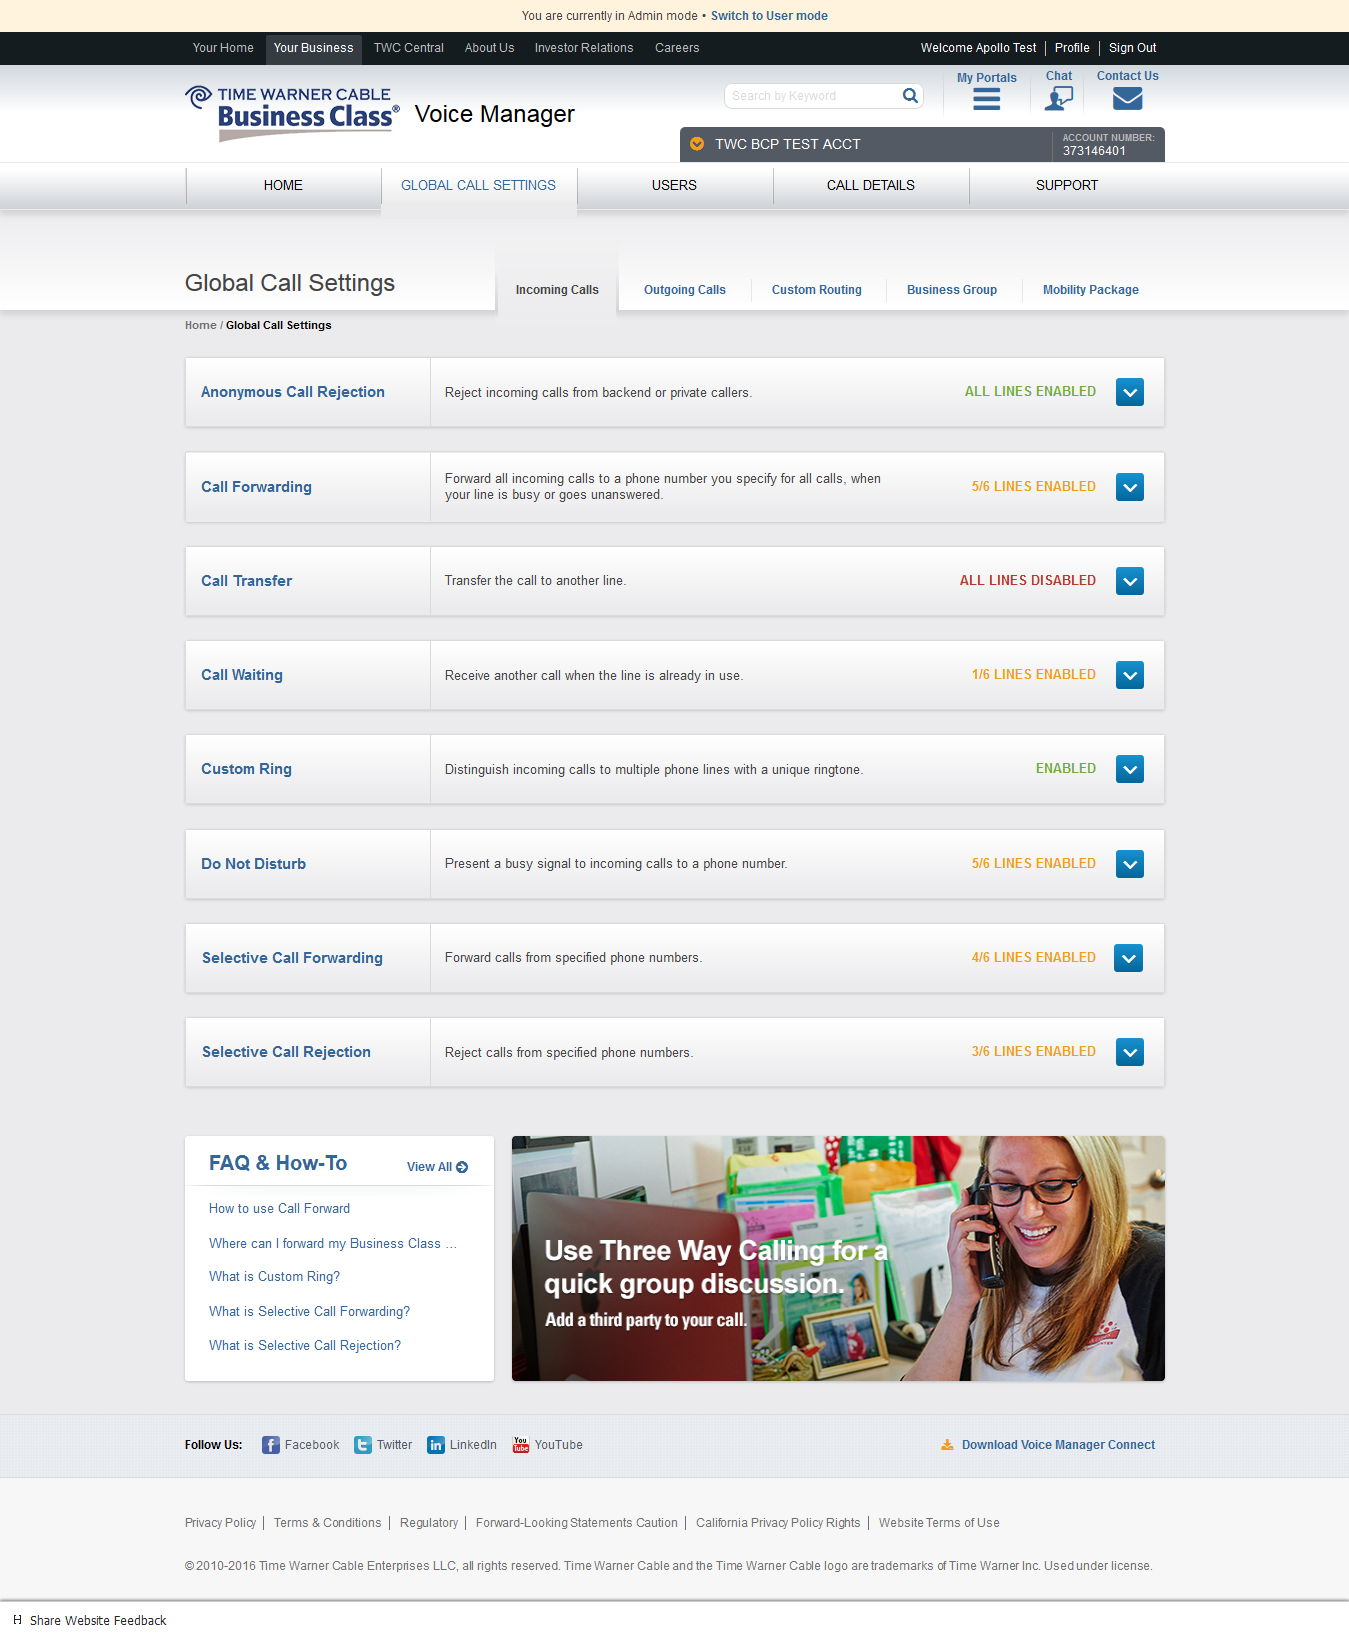 You are currently in Admin mode • Switch to User mode
Your Home Your Business TWC Central About Us Investor Relations Careers Welcome Apollo Test | Profile | Sign Out
My Portals Chat Contact Us
TIME WARNER CABLE
Business Class®
Voice Manager
Search by Keyword
TWC BCP TEST ACCT
ACCOUNT NUMBER:
373146401
HOME GLOBAL CALL SETTINGS USERS CALL DETAILS SUPPORT
Global Call Settings
Incoming Calls Outgoing Calls Custom Routing Business Group Mobility Package
Home / Global Call Settings
Anonymous Call Rejection Reject incoming calls from backend or private callers. ALL LINES ENABLED
Call Forwarding
Forward all incoming calls to a phone number you specify for all calls, when
your line is busy or goes unanswered.
5/6 LINES ENABLED
Call Transfer Transfer the call to another line. ALL LINES DISABLED
Call Waiting Receive another call when the line is already in use. 1/6 LINES ENABLED
Custom Ring Distinguish incoming calls to multiple phone lines with a unique ringtone. ENABLED
Do Not Disturb Present a busy signal to incoming calls to a phone number. 5/6 LINES ENABLED
Selective Call Forwarding Forward calls from specified phone numbers. 4/6 LINES ENABLED
Selective Call Rejection Reject calls from specified phone numbers. 3/6 LINES ENABLED
FAQ & How-To View All
How to use Call Forward
Where can I forward my Business Class ...
What is Custom Ring?
What is Selective Call Forwarding?
What is Selective Call Rejection?
Use Three Way Calling for a
quick group discussion.
Add a third party to your call.
Follow Us: Facebook Twitter LinkedIn You Tube YouTube Download Voice Manager Connect
Privacy Policy | Terms & Conditions | Regulatory | Forward-Looking Statements Caution | California Privacy Policy Rights | Website Terms of Use
© 2010-2016 Time Warner Cable Enterprises LLC, all rights reserved. Time Warner Cable and the Time Warner Cable logo are trademarks of Time Warner Inc. Used under license.
H Share Website Feedback